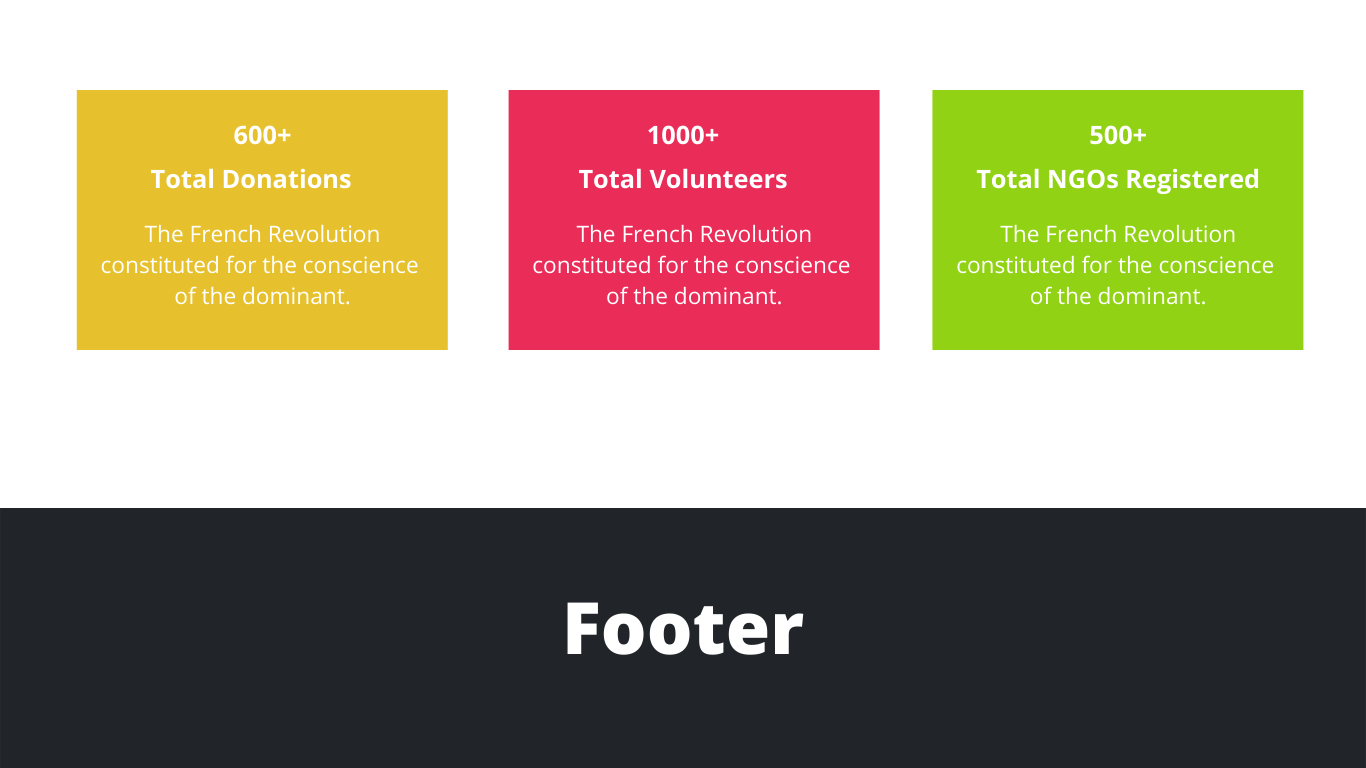 600+
Total Donations
The French Revolution
constituted for the conscience
of the dominant.
1000+
Total Volunteers
The French Revolution
constituted for the conscience
of the dominant.
500+
Total NGOs Registered
The French Revolution
constituted for the conscience
of the dominant.
Footer